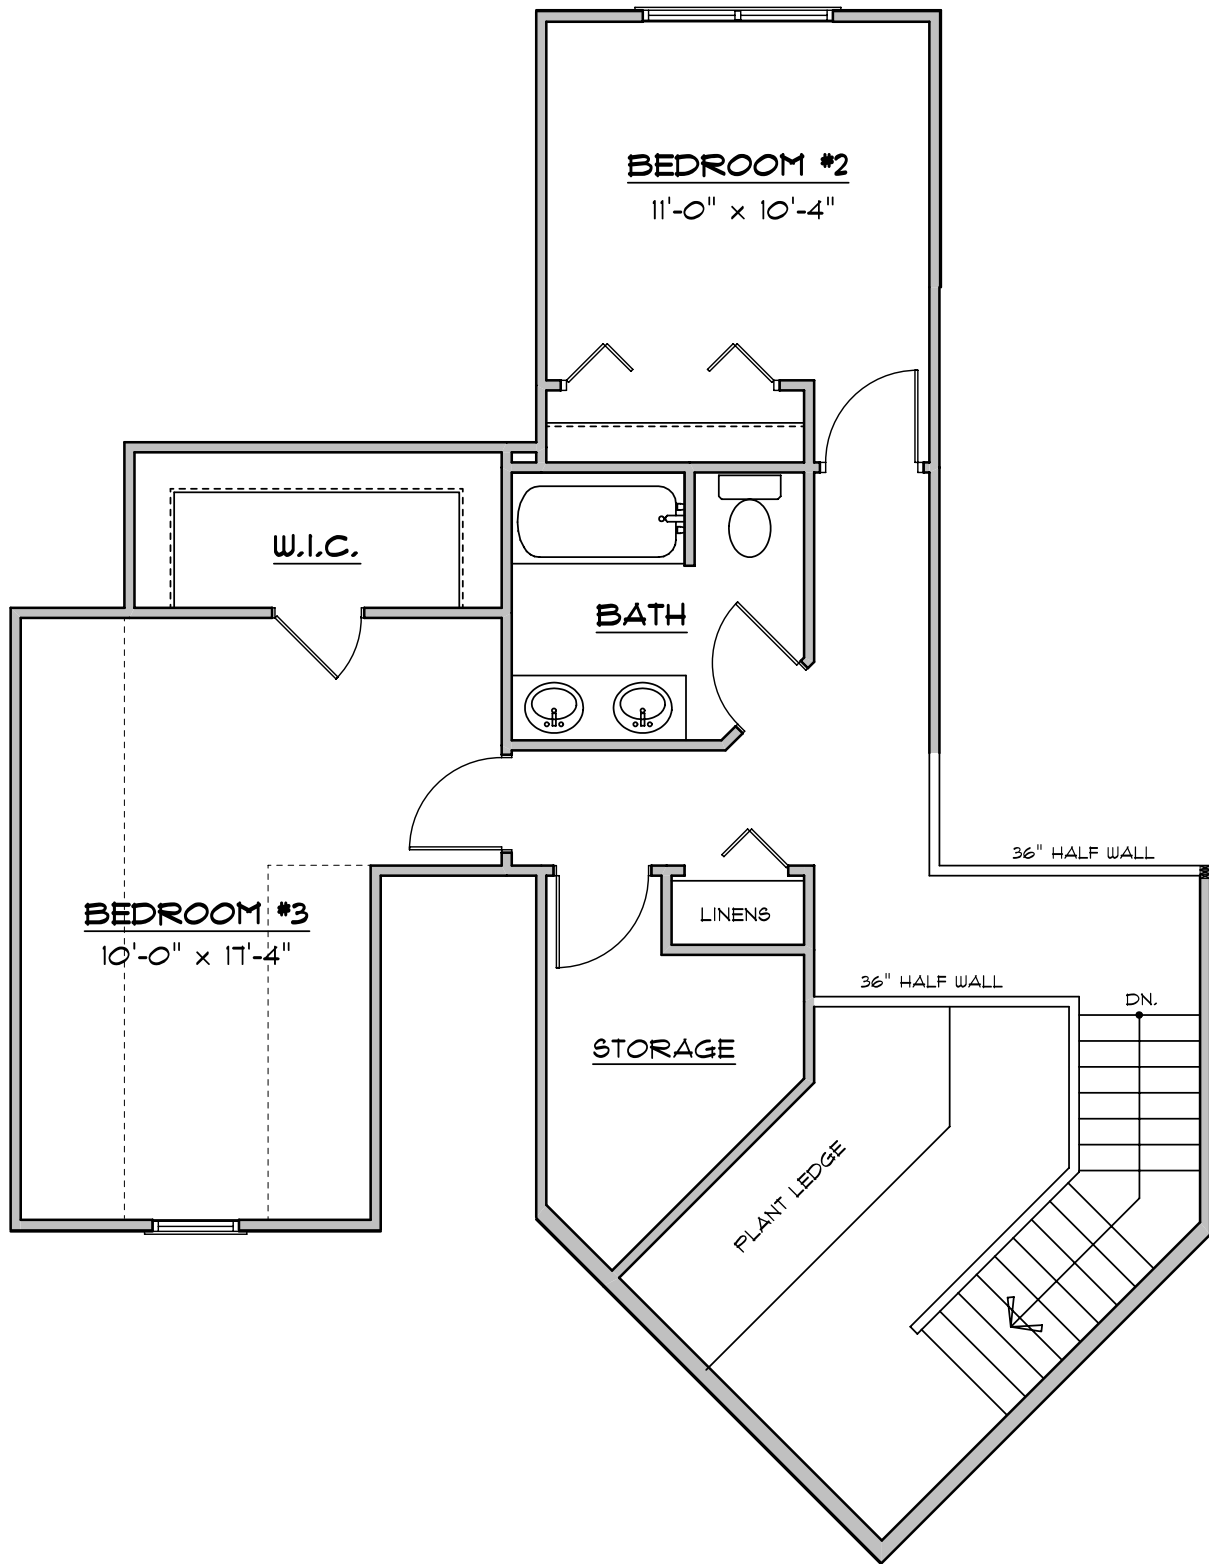 BEDROOM #2
11'-0" x 10'-4"
W.I.C.
BATH
36" HALF WALL
BEDROOM #3
10'-0" x 17'-4"
LINENS
36" HALF WALL
DN.
STORAGE
PLANT LEDGE